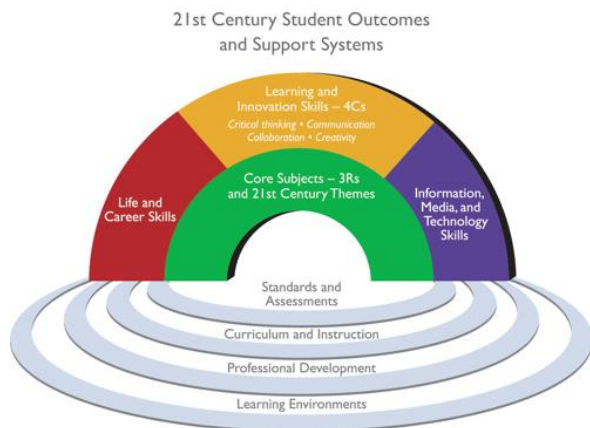 21st Century Student Outcomes
and Support Systems
Learning and
Innovation Skills – 4Cs
Critical thinking • Communication
Collaboration • Creativity
Core Subjects – 3Rs
and 21st Century Themes
Life and
Career Skills
Information,
Media, and
Technology
Skills
Standards and
Assessments
Curriculum and Instruction
Professional Development
Learning Environments